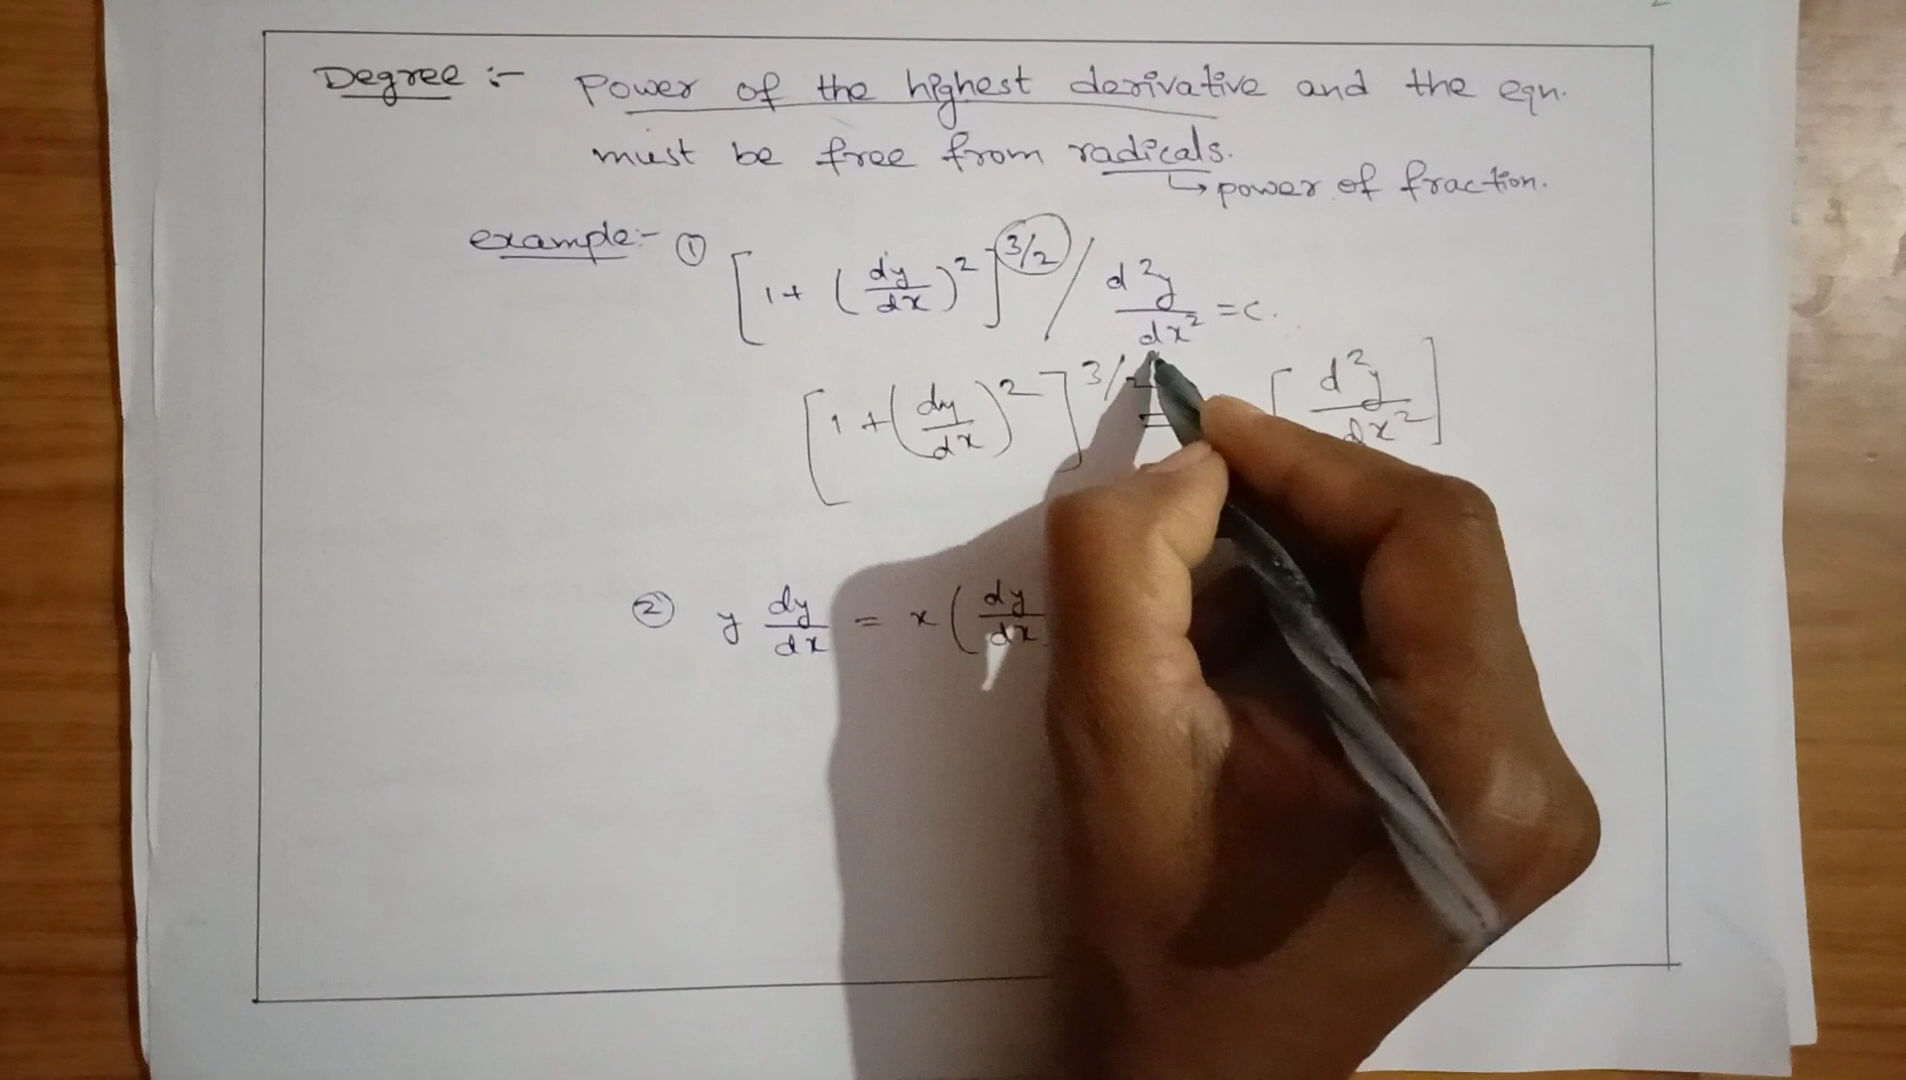 Degree :- Power of the highest derivative and the eqn.
must be free from radicals.
↳ power of fraction.
example:- ① [1+ (dy/dx)²]^3/2 / d²y/dx² = c.
[1+(dy/dx)²]^3/2 = [d²y/dx²]
② y dy/dx = x (dy/dx